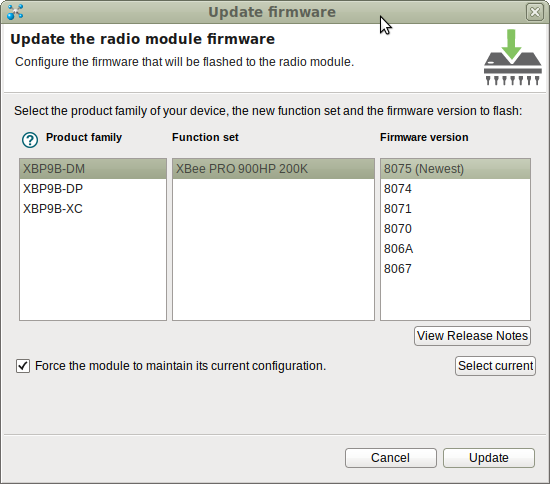 Update firmware
Update the radio module firmware
Configure the firmware that will be flashed to the radio module.
Select the product family of your device, the new function set and the firmware version to flash:
Product family
Function set
Firmware version
XBP9B-DM
XBP9B-DP
XBP9B-XC
XBee PRO 900HP 200K
8075 (Newest)
8074
8071
8070
806A
8067
View Release Notes
Force the module to maintain its current configuration.
Select current
Cancel
Update